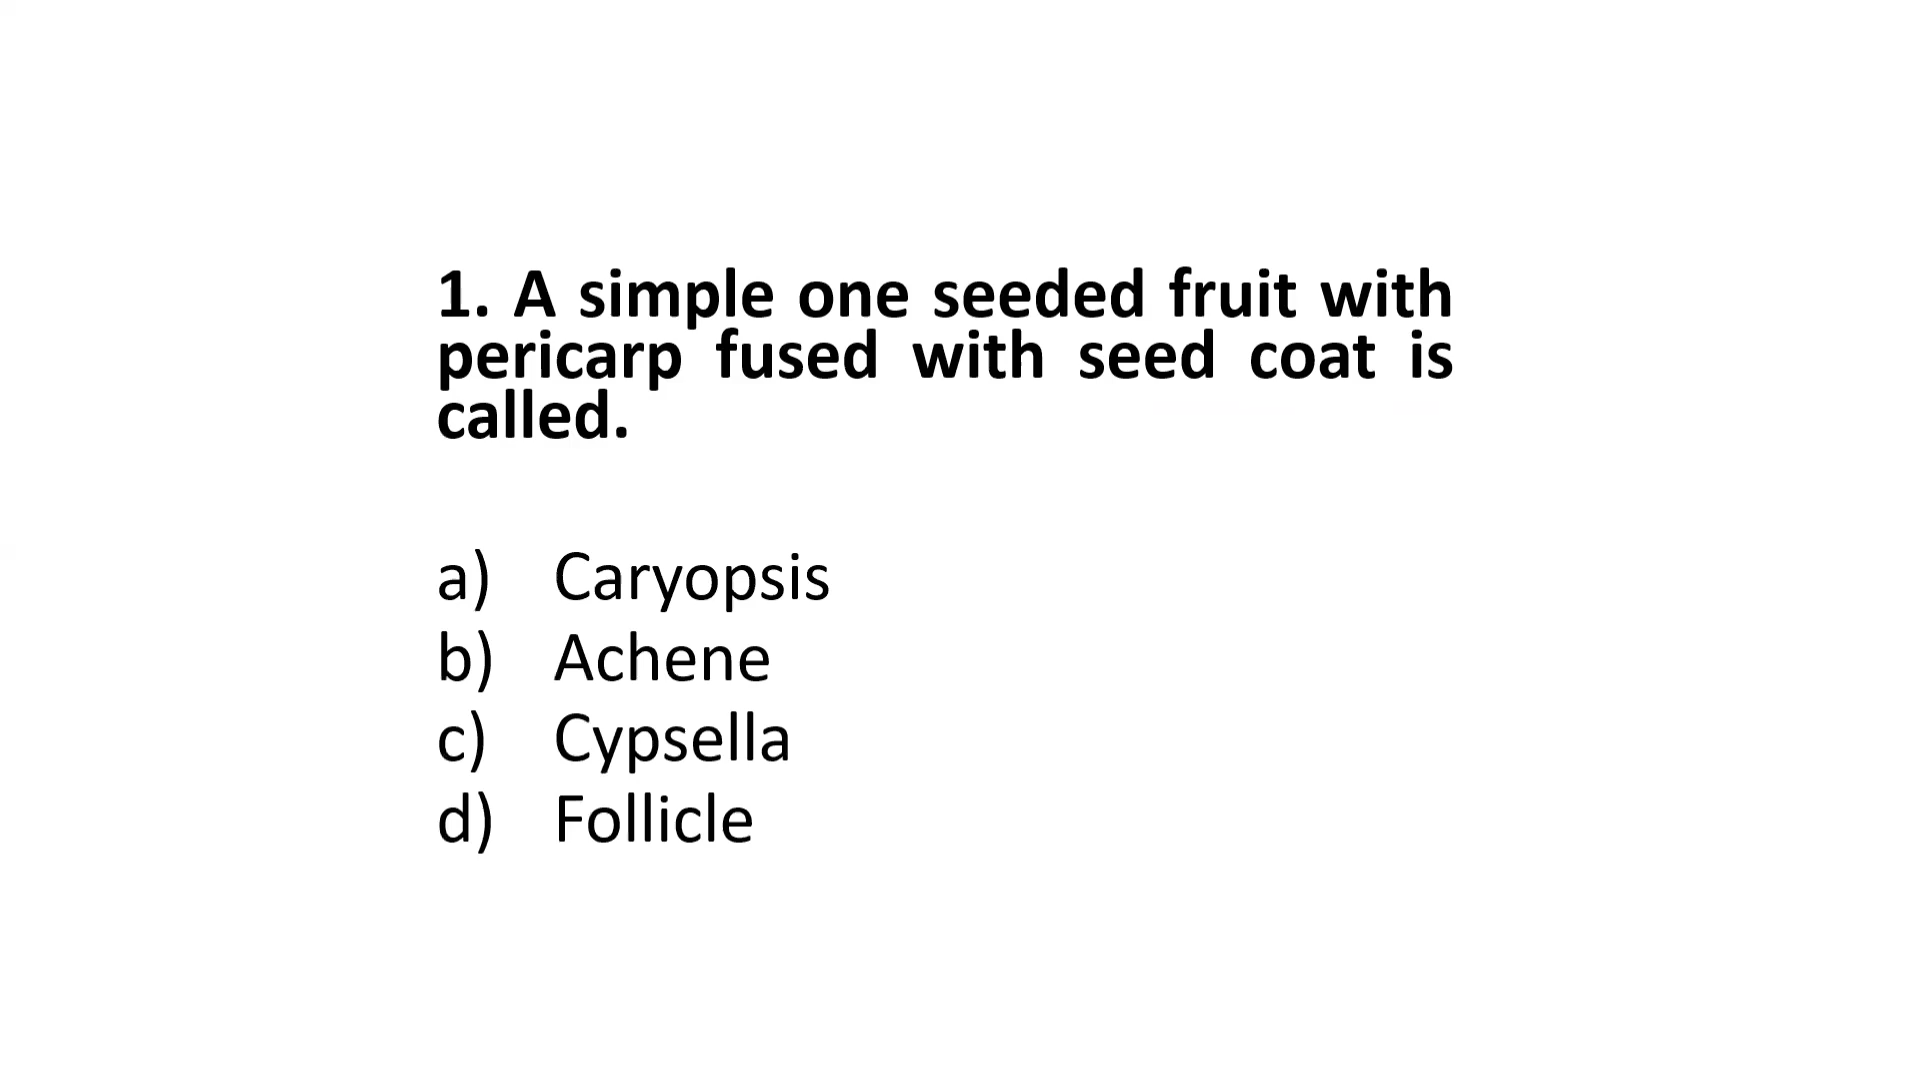 1. A simple one seeded fruit with
pericarp fused with seed coat is
called.
a) Caryopsis
b) Achene
c) Cypsella
d) Follicle